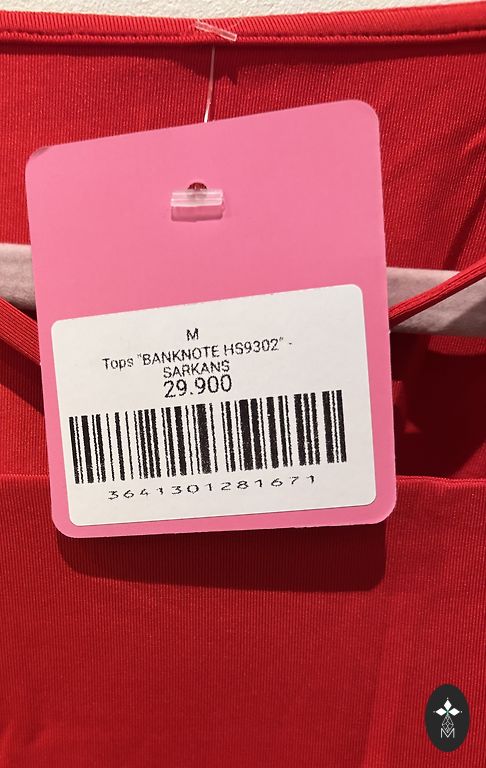 M
Tops "BANKNOTE HS9302" -
SARKANS
29.900
3641301281671
M